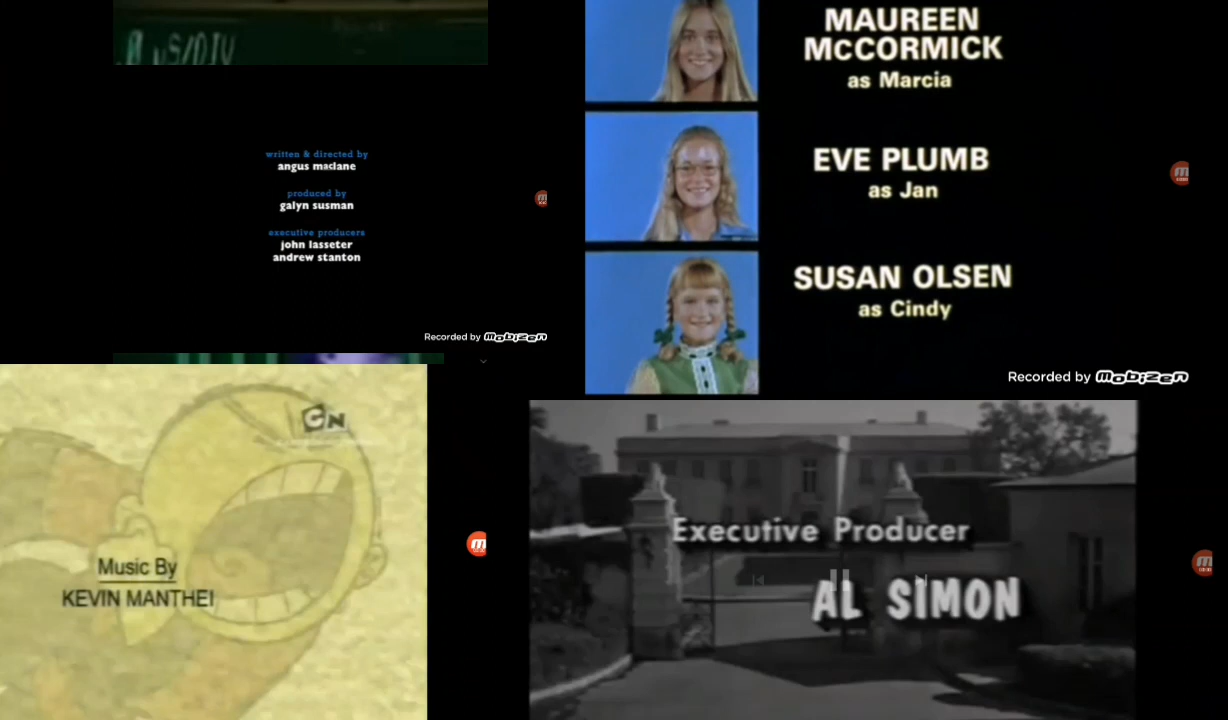 written & directed by
angus maclane
produced by
galyn susman
executive producers
john lasseter
andrew stanton
Recorded by mobizen
MAUREEN
McCORMICK
as Marcia
EVE PLUMB
as Jan
SUSAN OLSEN
as Cindy
Recorded by mobizen
CN
Music By
KEVIN MANTHEI
Executive Producer
AL SIMON